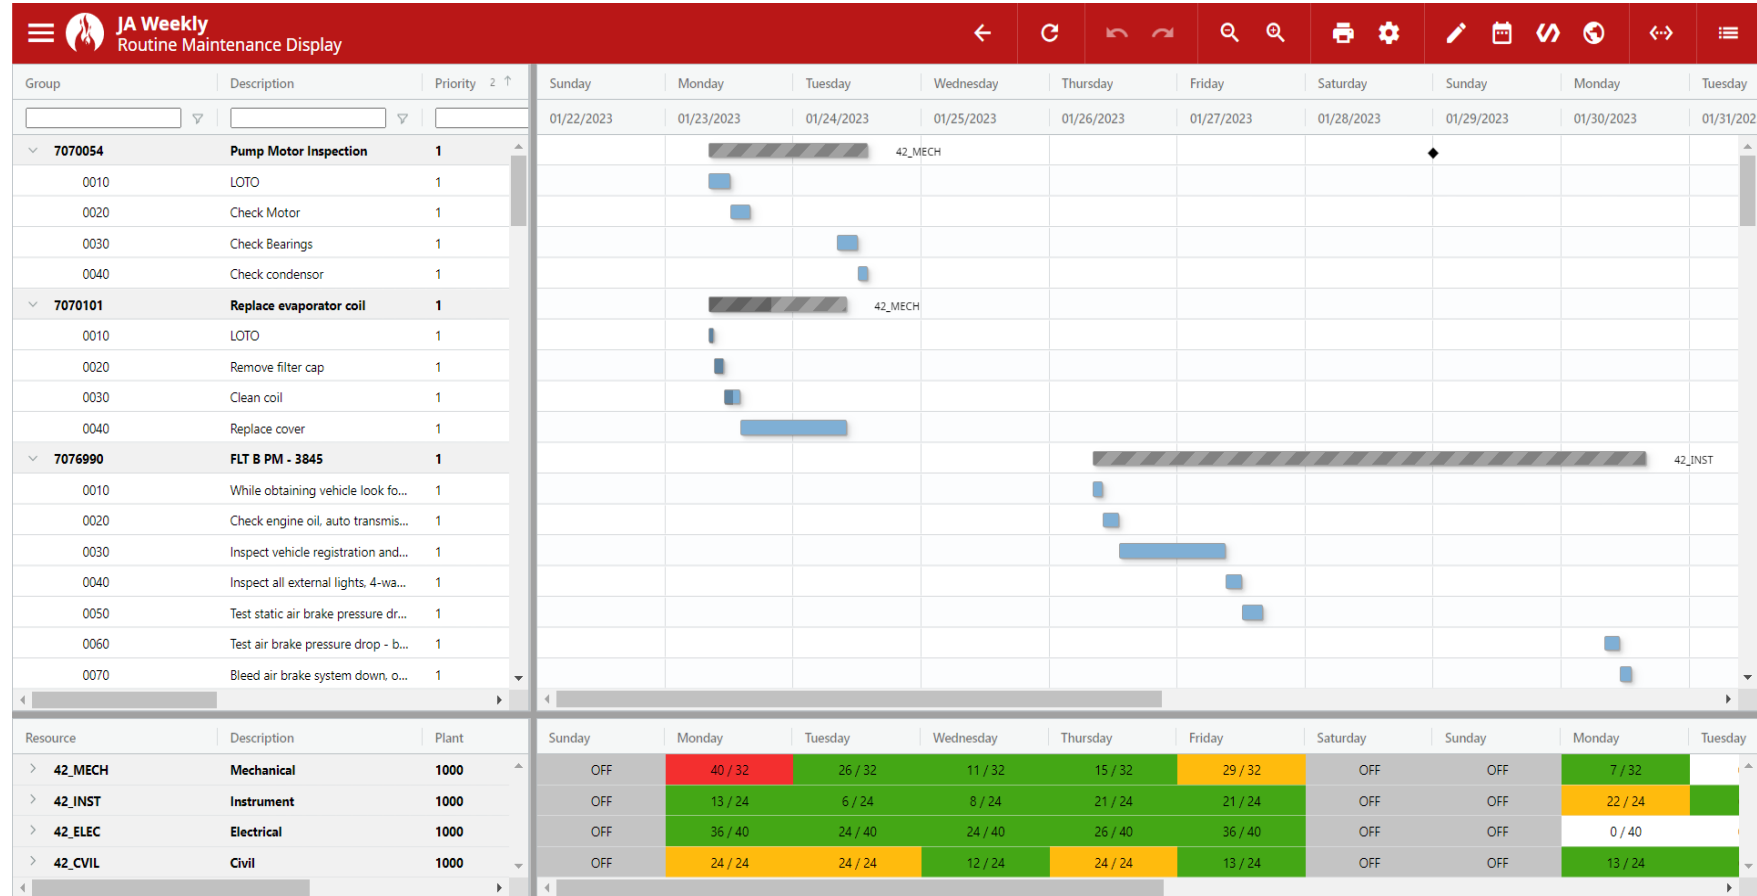 JA Weekly
Routine Maintenance Display
Group Description Priority 2 Sunday Monday Tuesday Wednesday Thursday Friday Saturday Sunday Monday Tuesday
01/22/2023 01/23/2023 01/24/2023 01/25/2023 01/26/2023 01/27/2023 01/28/2023 01/29/2023 01/30/2023 01/31/202
7070054 Pump Motor Inspection 1 42_MECH
0010 LOTO 1
0020 Check Motor 1
0030 Check Bearings 1
0040 Check condensor 1
7070101 Replace evaporator coil 1 42_MECH
0010 LOTO 1
0020 Remove filter cap 1
0030 Clean coil 1
0040 Replace cover 1
7076990 FLT B PM - 3845 1 42_INST
0010 While obtaining vehicle look fo... 1
0020 Check engine oil, auto transmis... 1
0030 Inspect vehicle registration and... 1
0040 Inspect all external lights, 4-wa... 1
0050 Test static air brake pressure dr... 1
0060 Test air brake pressure drop - b... 1
0070 Bleed air brake system down, o... 1
Resource Description Plant Sunday Monday Tuesday Wednesday Thursday Friday Saturday Sunday Monday Tuesday
42_MECH Mechanical 1000 OFF 40 / 32 26 / 32 11 / 32 15 / 32 29 / 32 OFF OFF 7 / 32
42_INST Instrument 1000 OFF 13 / 24 6 / 24 8 / 24 21 / 24 21 / 24 OFF OFF 22 / 24
42_ELEC Electrical 1000 OFF 36 / 40 24 / 40 24 / 40 26 / 40 36 / 40 OFF OFF 0 / 40
42_CVIL Civil 1000 OFF 24 / 24 24 / 24 12 / 24 24 / 24 13 / 24 OFF OFF 13 / 24